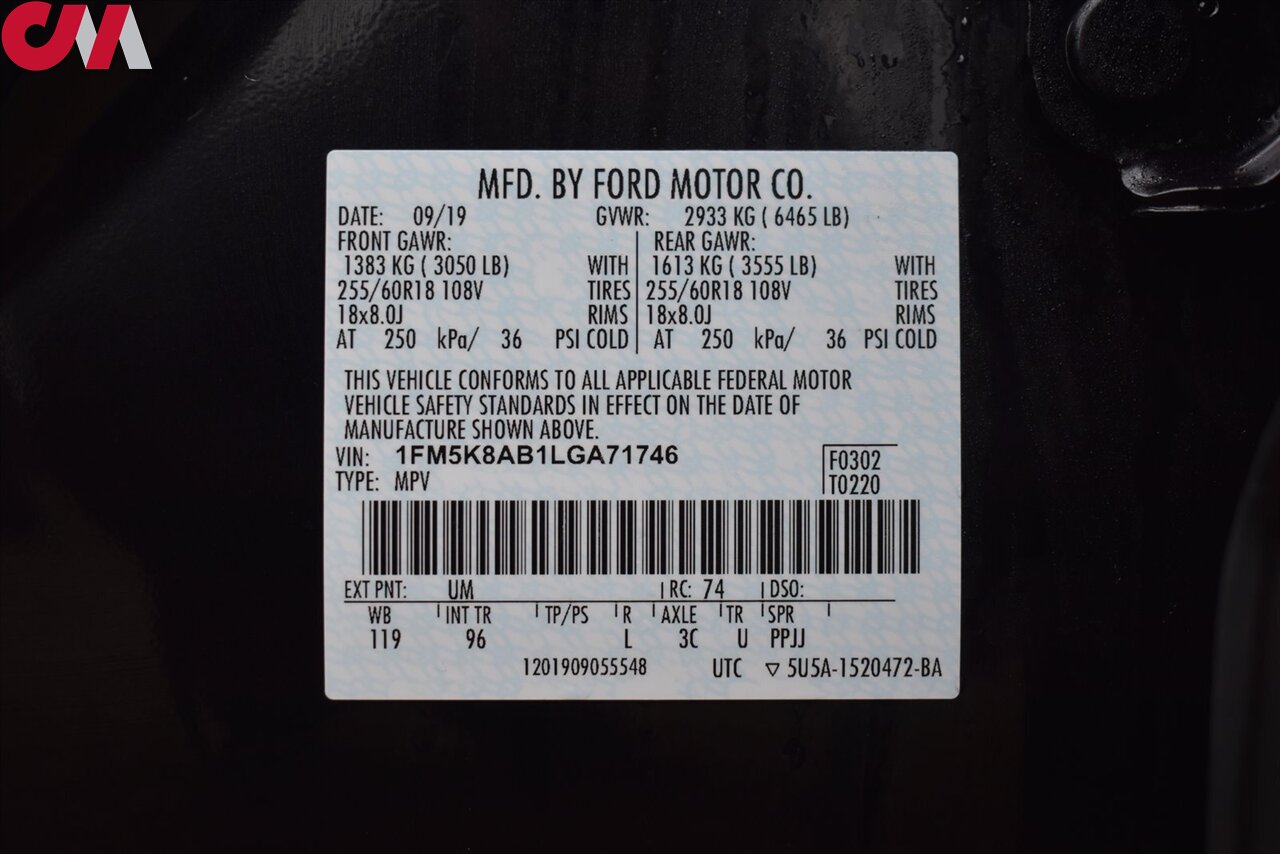 CM
MFD. BY FORD MOTOR CO.
DATE: 09/19 GVWR: 2933 KG ( 6465 LB)
FRONT GAWR: REAR GAWR:
1383 KG ( 3050 LB) WITH 1613 KG ( 3555 LB) WITH
255/60R18 108V TIRES 255/60R18 108V TIRES
18x8.0J RIMS 18x8.0J RIMS
AT 250 kPa/ 36 PSI COLD AT 250 kPa/ 36 PSI COLD
THIS VEHICLE CONFORMS TO ALL APPLICABLE FEDERAL MOTOR
VEHICLE SAFETY STANDARDS IN EFFECT ON THE DATE OF
MANUFACTURE SHOWN ABOVE.
VIN: 1FM5K8AB1LGA71746 F0302
TYPE: MPV T0220
EXT PNT: UM RC: 74 DSO:
WB INT TR TP/PS R AXLE TR SPR
119 96 L 3C U PPJJ
1201909055548 UTC ▽ 5U5A-1520472-BA